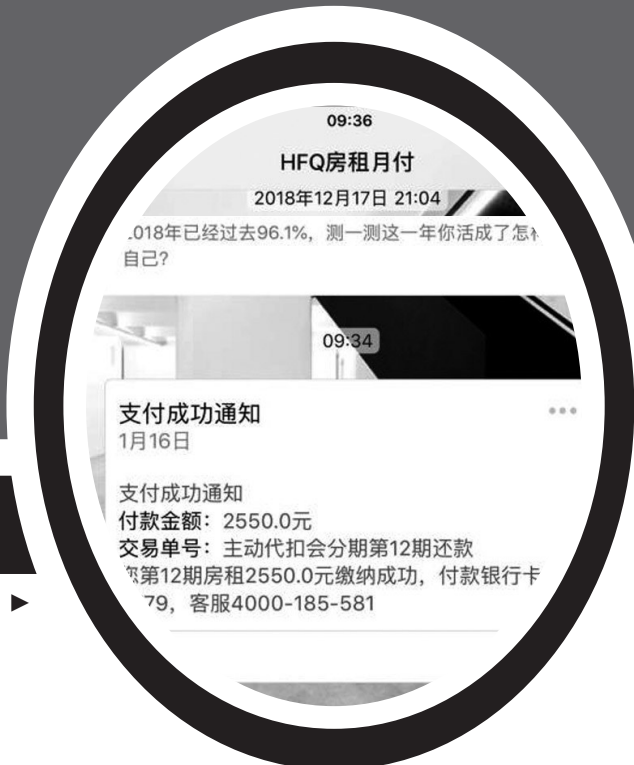 09:36
HFQ房租月付
2018年12月17日 21:04
018年已经过去96.1%，测一测这一年你活成了怎
自己?
09:34
支付成功通知
1月16日
支付成功通知
付款金额：2550.0元
交易单号：主动代扣会分期第12期还款
第12期房租2550.0元缴纳成功，付款银行卡
79，客服4000-185-581